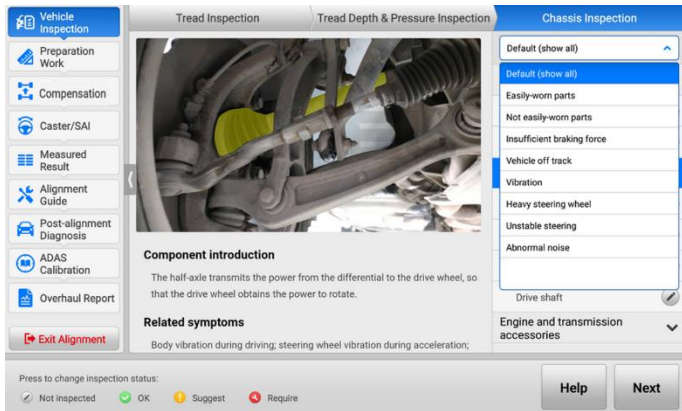 Vehicle
Inspection
Preparation
Work
Compensation
Caster/SAI
Measured
Result
Alignment
Guide
Post-alignment
Diagnosis
ADAS
Calibration
Overhaul Report
Exit Alignment
Tread Inspection
Tread Depth & Pressure Inspection
Chassis Inspection
Component introduction
The half-axle transmits the power from the differential to the drive wheel, so
that the drive wheel obtains the power to rotate.
Related symptoms
Body vibration during driving; steering wheel vibration during acceleration;
Default (show all)
Default (show all)
Easily-worn parts
Not easily-worn parts
Insufficient braking force
Vehicle off track
Vibration
Heavy steering wheel
Unstable steering
Abnormal noise
Drive shaft
Engine and transmission
accessories
Press to change inspection status:
Not inspected
OK
Suggest
Require
Help
Next